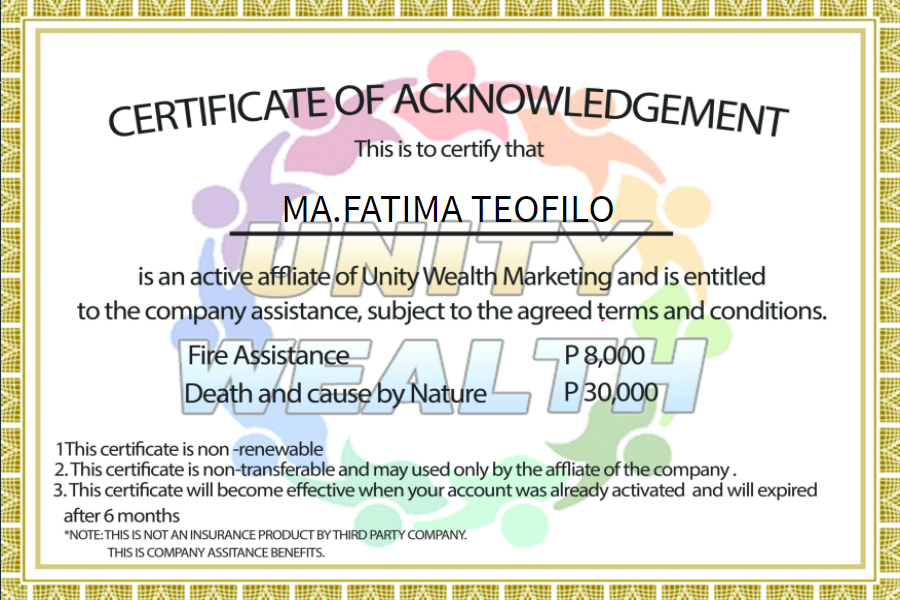 CERTIFICATE OF ACKNOWLEDGEMENT
This is to certify that
MA.FATIMA TEOFILO
UNITY
is an active affliate of Unity Wealth Marketing and is entitled
to the company assistance, subject to the agreed terms and conditions.
WEALTH
Fire Assistance P 8,000
Death and cause by Nature P 30,000
1This certificate is non -renewable
2. This certificate is non-transferable and may used only by the affliate of the company .
3. This certificate will become effective when your account was already activated and will expired
after 6 months
*NOTE: THIS IS NOT AN INSURANCE PRODUCT BY THIRD PARTY COMPANY.
THIS IS COMPANY ASSITANCE BENEFITS.